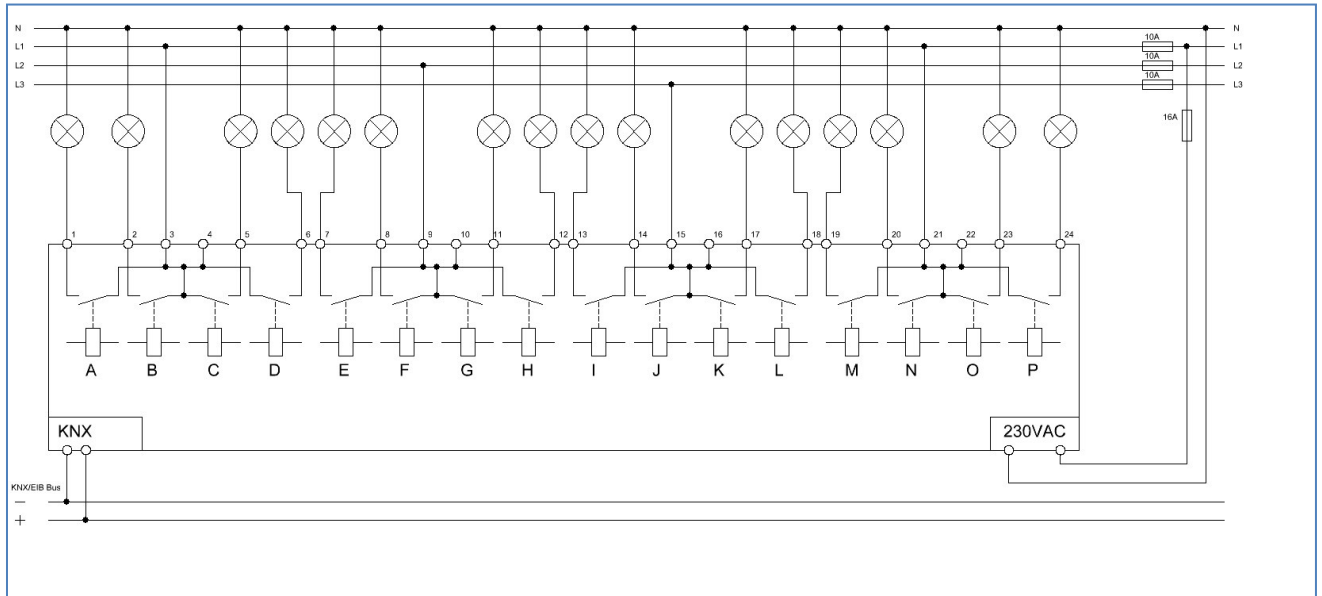 N N
10A
L1 L1
10A
L2 L2
10A
L3 L3
16A
1 2 3 4 5 6 7 8 9 10 11 12 13 14 15 16 17 18 19 20 21 22 23 24
A B C D E F G H I J K L M N O P
KNX 230VAC
KNX/EIB Bus
−
+